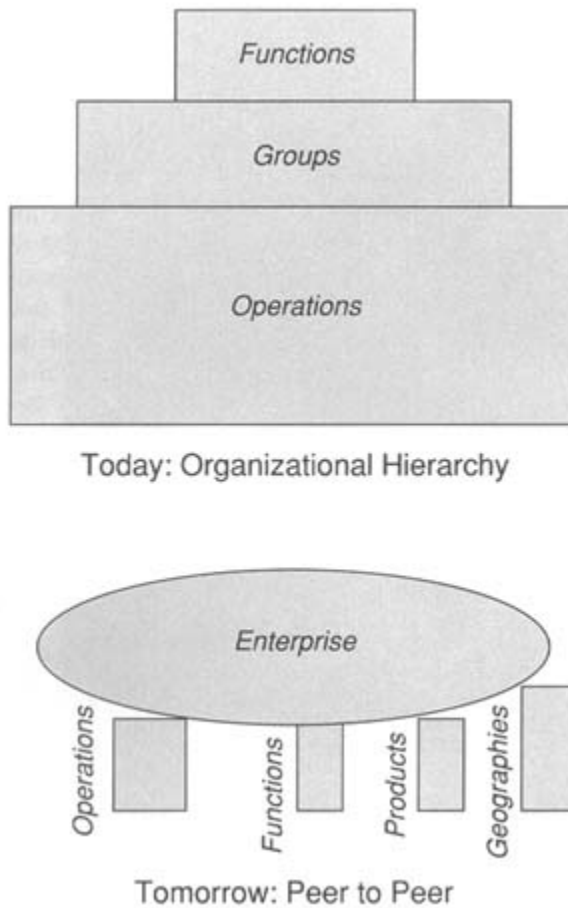 Functions
Groups
Operations
Today: Organizational Hierarchy
Enterprise
Operations
Functions
Products
Geographies
Tomorrow: Peer to Peer